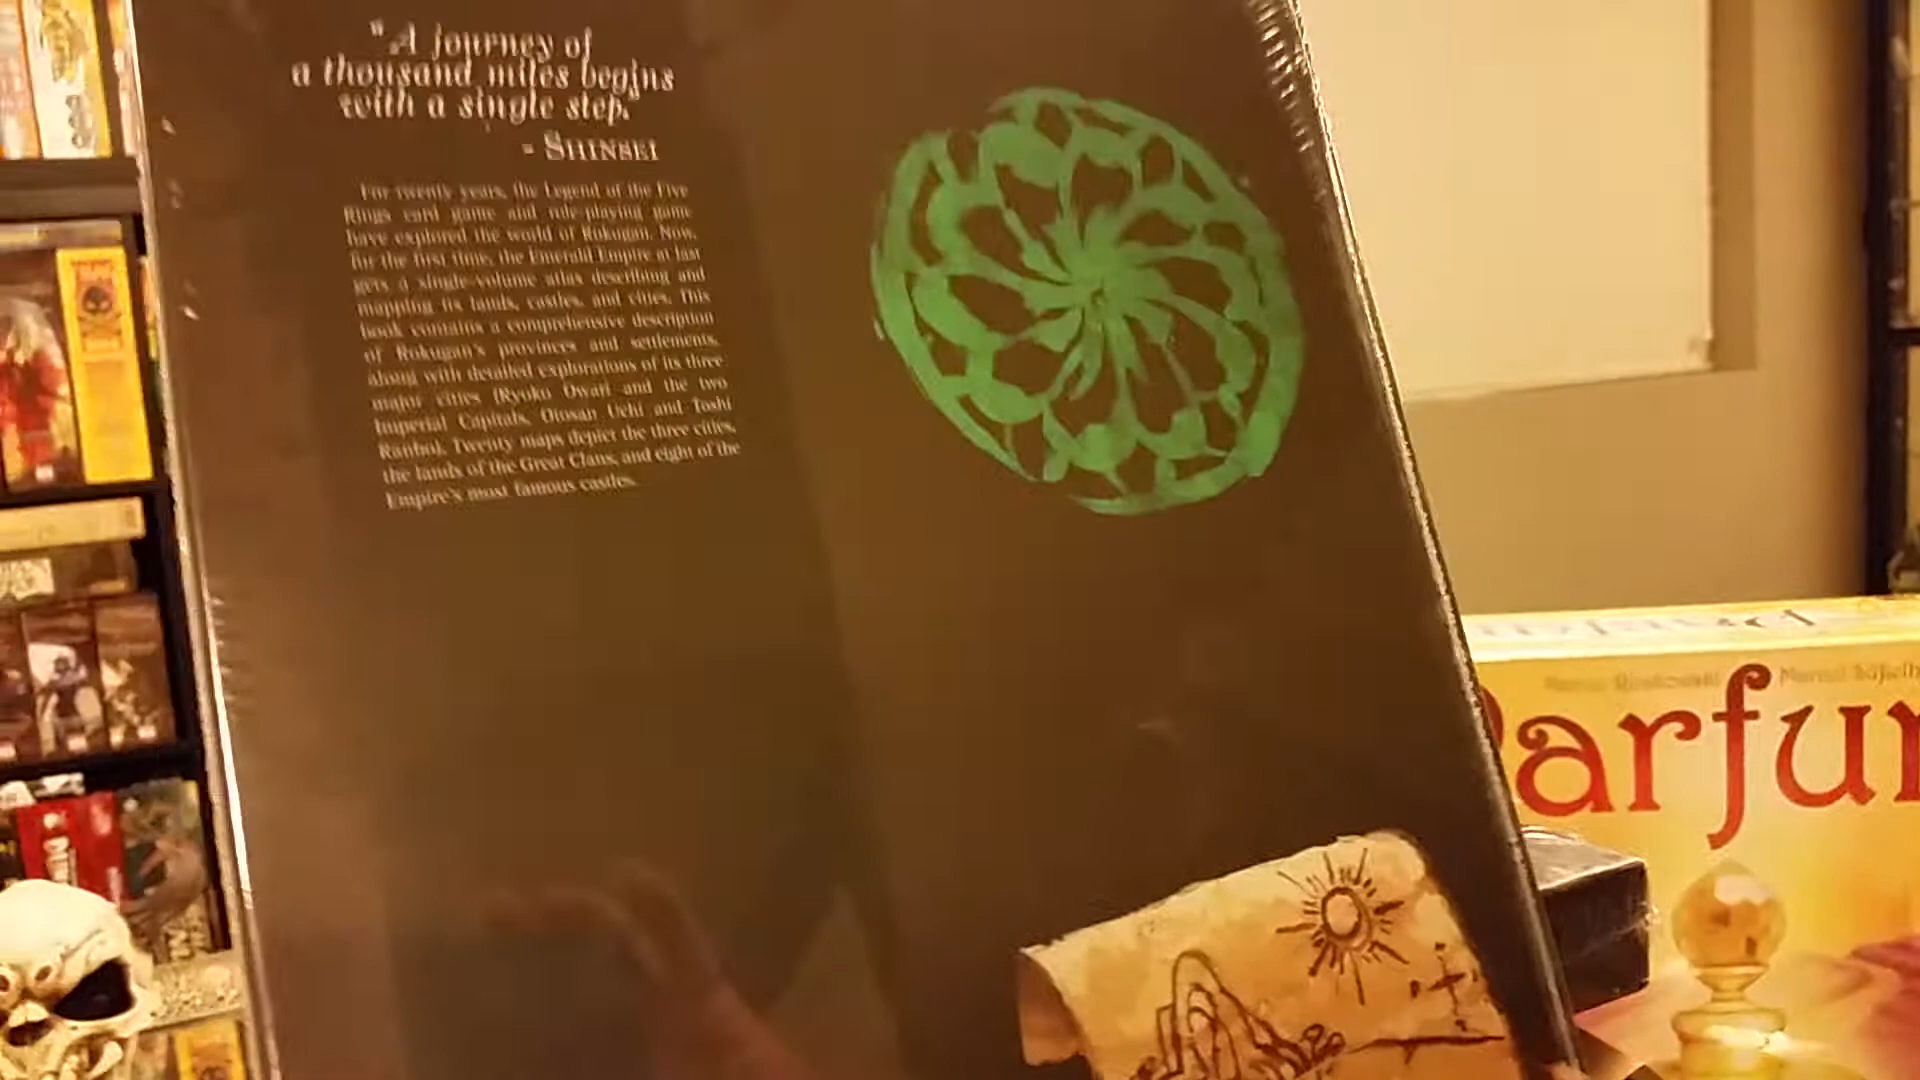 "A journey of
a thousand miles begins
with a single step."
- SHINSEI
For twenty years, the Legend of the Five
Rings card game and role-playing game
have explored the world of Rokugan. Now,
for the first time, the Emerald Empire at last
gets a single-volume atlas describing and
mapping its lands, castles, and cities. This
book contains a comprehensive description
of Rokugan's provinces and settlements,
along with detailed explorations of its three
major cities (Ryoko Owari and the two
Imperial Capitals, Otosan Uchi and Toshi
Ranbo). Twenty maps depict the three cities,
the lands of the Great Clans, and eight of the
Empire's most famous castles.
Parfum